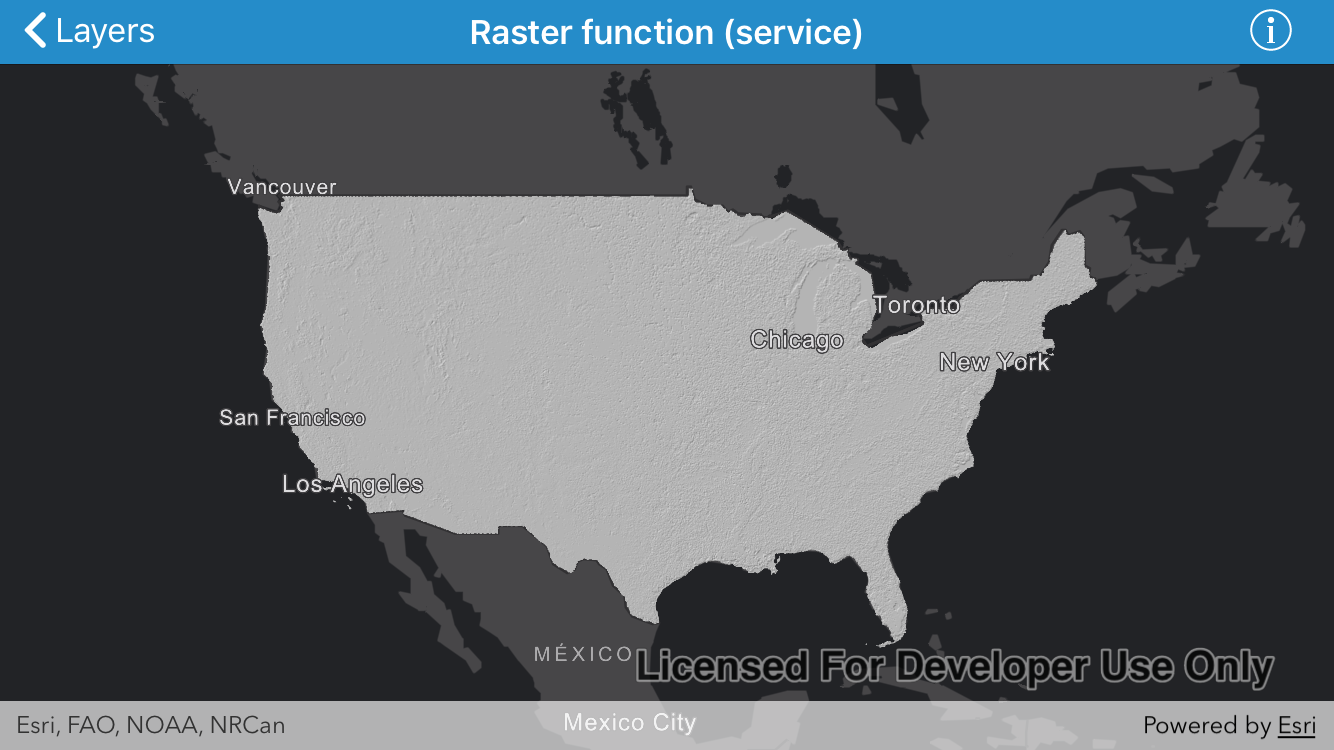 Layers
Raster function (service)
Vancouver
Toronto
Chicago
New York
San Francisco
Los Angeles
MÉXICO
Licensed For Developer Use Only
Mexico City
Esri, FAO, NOAA, NRCan
Powered by Esri